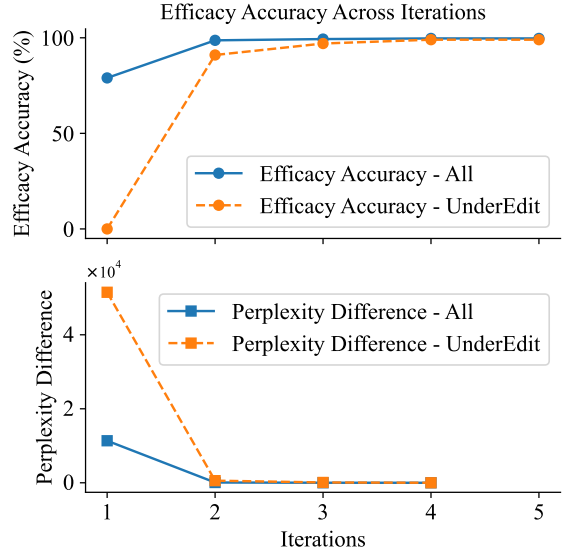 Efficacy Accuracy Across Iterations
Efficacy Accuracy (%)
100
50
0
Efficacy Accuracy - All
Efficacy Accuracy - UnderEdit
×10⁴
Perplexity Difference
4
2
0
Perplexity Difference - All
Perplexity Difference - UnderEdit
1 2 3 4 5
Iterations